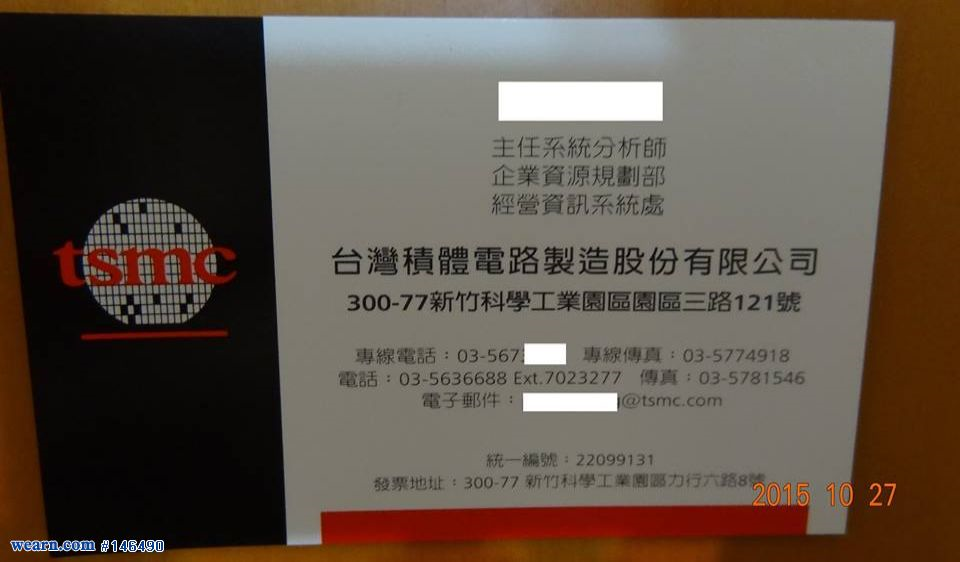 tsmc
主任系統分析師
企業資源規劃部
經營資訊系統處
台灣積體電路製造股份有限公司
300-77新竹科學工業園區園區三路121號
專線電話：03-567 專線傳真：03-5774918
電話：03-5636688 Ext.7023277 傳真：03-5781546
電子郵件： @tsmc.com
統一編號：22099131
發票地址：300-77 新竹科學工業園區力行六路8號
2015 10 27
wearn.com #146490